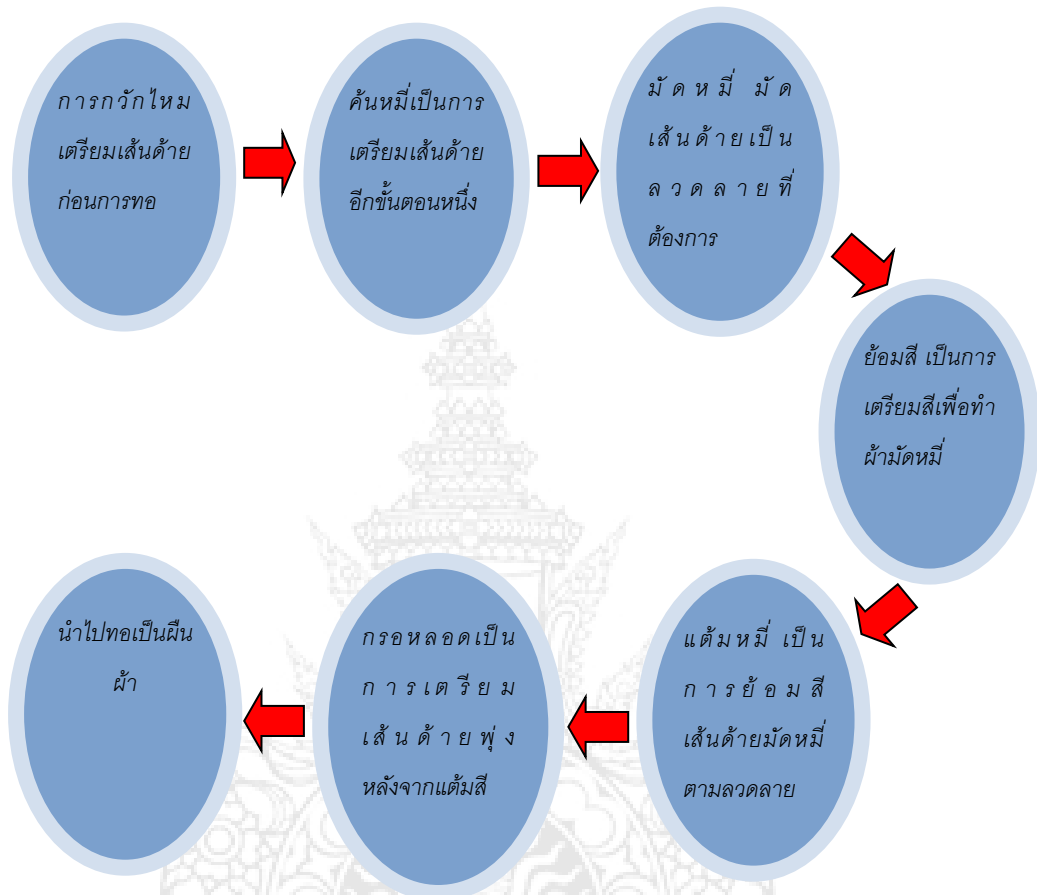 การกวักไหม
เตรียมเส้นด้าย
ก่อนการทอ
ค้นหมี่เป็นการ
เตรียมเส้นด้าย
อีกขั้นตอนหนึ่ง
มัดหมี่ มัด
เส้นด้ายเป็น
ลวดลายที่
ต้องการ
ย้อมสี เป็นการ
เตรียมสีเพื่อทำ
ผ้ามัดหมี่
แต้มหมี่ เป็น
การย้อมสี
เส้นด้ายมัดหมี่
ตามลวดลาย
กรอหลอดเป็น
การเตรียม
เส้นด้ายพุ่ง
หลังจากแต้มสี
นำไปทอเป็นผืน
ผ้า